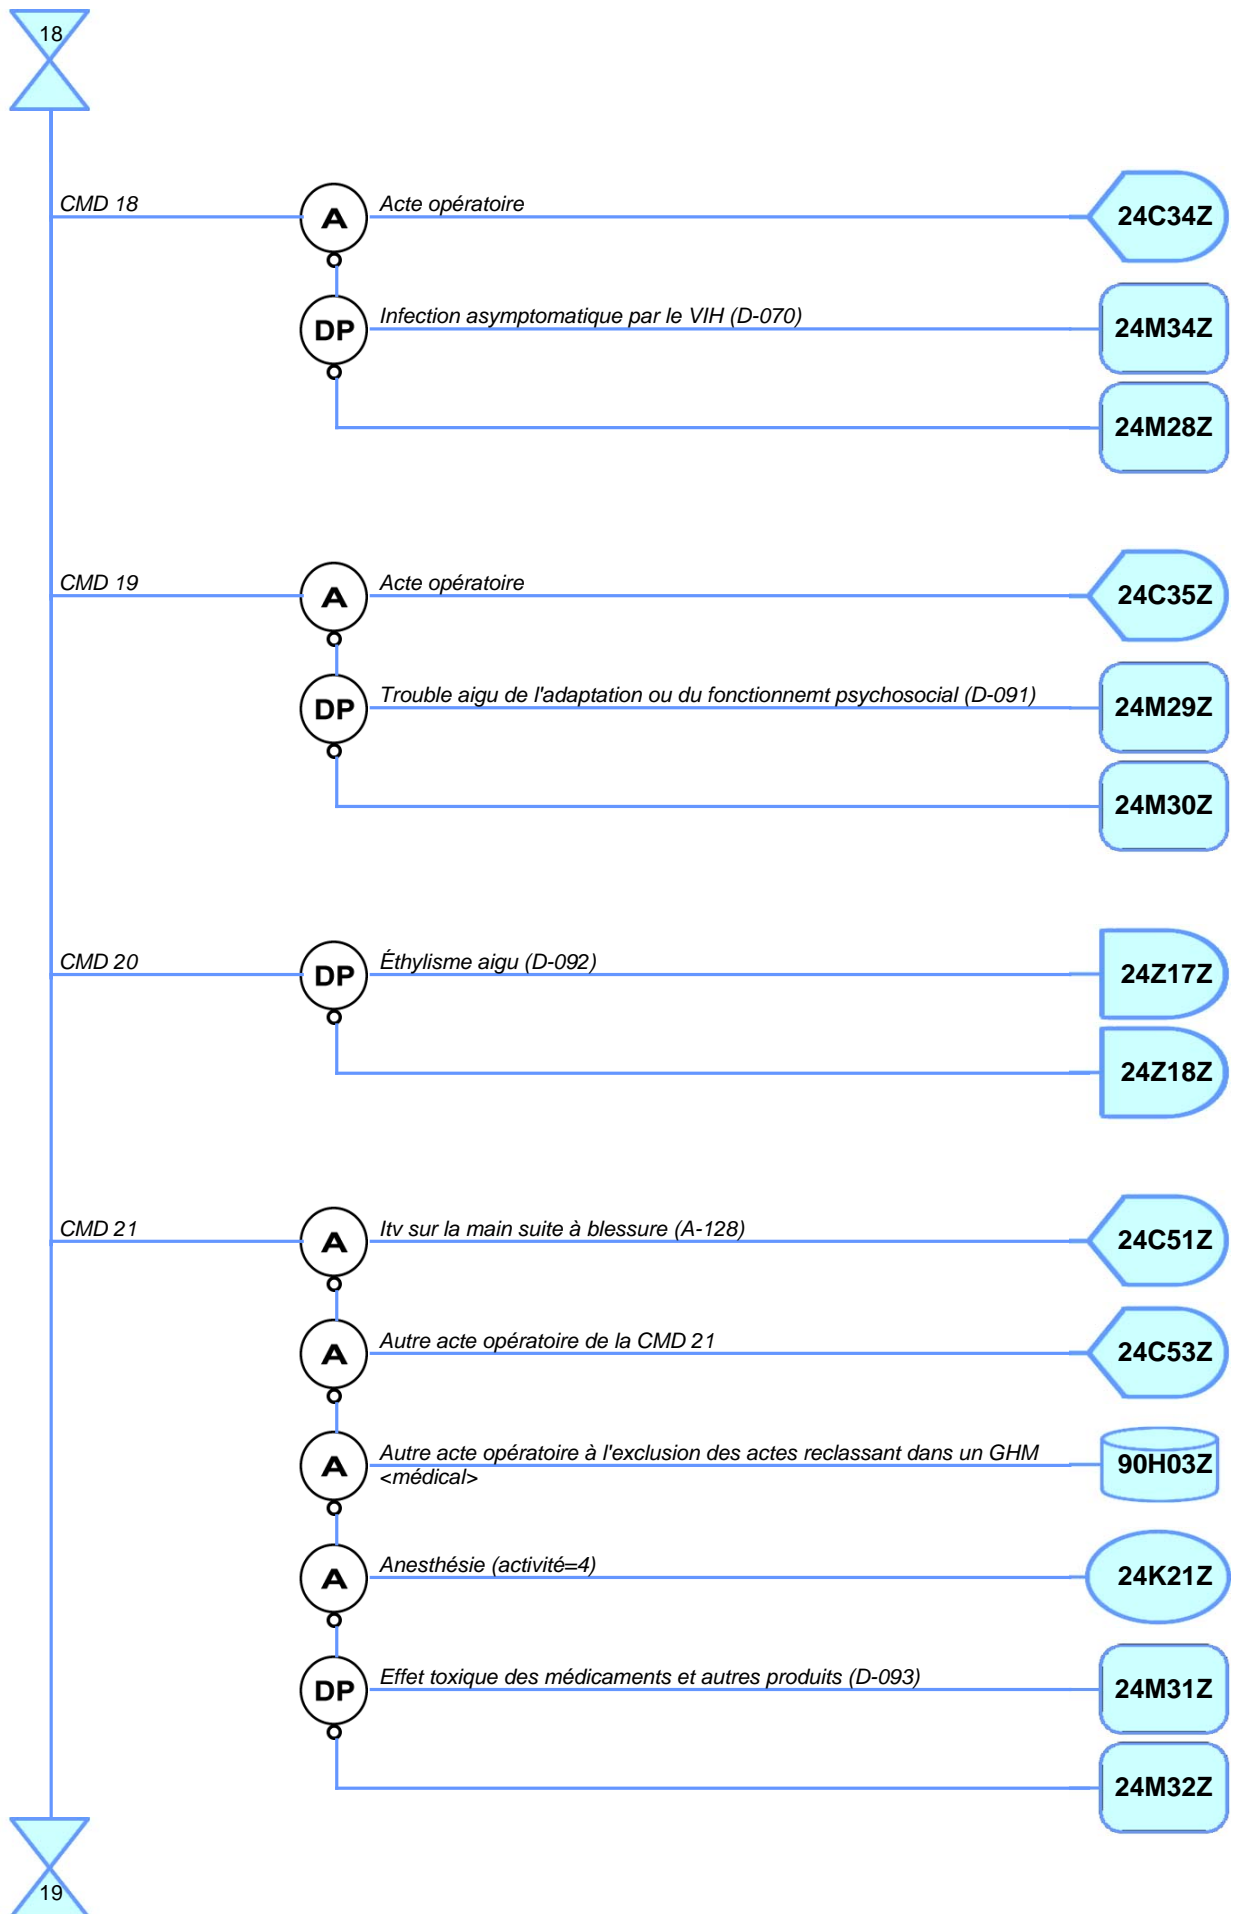 18
CMD 18
A
Acte opératoire
24C34Z
DP
Infection asymptomatique par le VIH (D-070)
24M34Z
24M28Z
CMD 19
A
Acte opératoire
24C35Z
DP
Trouble aigu de l'adaptation ou du fonctionnemt psychosocial (D-091)
24M29Z
24M30Z
CMD 20
DP
Éthylisme aigu (D-092)
24Z17Z
24Z18Z
CMD 21
A
Itv sur la main suite à blessure (A-128)
24C51Z
A
Autre acte opératoire de la CMD 21
24C53Z
A
Autre acte opératoire à l'exclusion des actes reclassant dans un GHM
<médical>
90H03Z
A
Anesthésie (activité=4)
24K21Z
DP
Effet toxique des médicaments et autres produits (D-093)
24M31Z
24M32Z
19